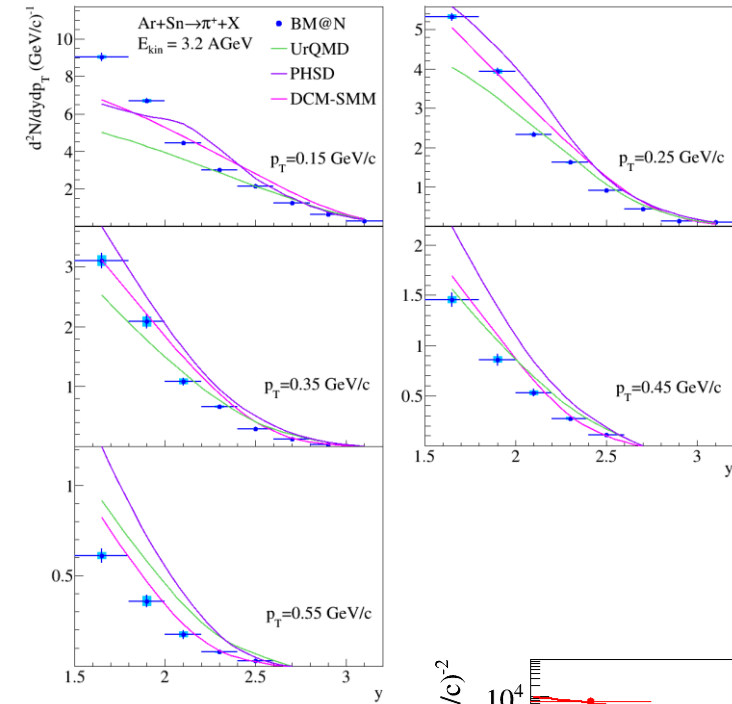 Ar+Sn→π⁺+X
E_kin = 3.2 AGeV
BM@N
UrQMD
PHSD
DCM-SMM
d²N/dydp_T (GeV/c)⁻¹
10
8
6
4
2
p_T=0.15 GeV/c
5
4
3
2
1
p_T=0.25 GeV/c
3
2
1
p_T=0.35 GeV/c
2
1.5
1
0.5
p_T=0.45 GeV/c
1.5
2
2.5
3
y
1
0.5
p_T=0.55 GeV/c
1.5
2
2.5
3
y
/c)⁻²
10⁴